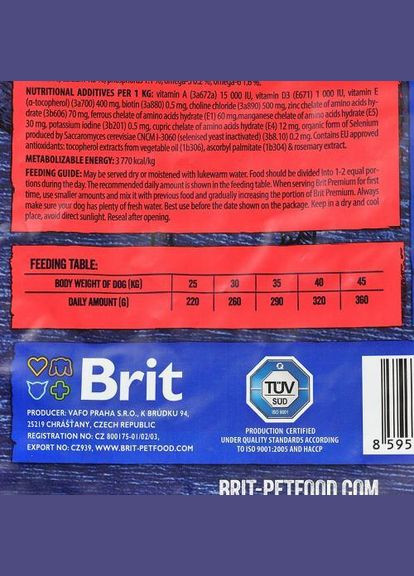 NUTRITIONAL ADDITIVES PER 1 KG: vitamin A (3a672a) 15 000 IU, vitamin D3 (E671) 1 000 IU, vitamin E
(α-tocopherol) (3a700) 400 mg, biotin (3a880) 0.5 mg, choline chloride (3a890) 500 mg, zinc chelate of amino acids hy-
drate (3b606) 70 mg, ferrous chelate of amino acids hydrate (E1) 60 mg, manganese chelate of amino acids hydrate (E5)
30 mg, potassium iodine (3b201) 0.5 mg, cupric chelate of amino acids hydrate (E4) 12 mg, organic form of Selenium
produced by Saccaromyces cerevisiae CNCM I-3060 (selenised yeast inactivated) (3b8.10) 0.2 mg. Contains EU approved
antioxidants: tocopherol extracts from vegetable oil (1b306), ascorbyl palmitate (1b304) & rosemary extract.
METABOLIZABLE ENERGY: 3 770 kcal/kg
FEEDING GUIDE: May be served dry or moistened with lukewarm water. Food should be divided into 1-2 equal por-
tions during the day. The recommended daily amount is shown in the feeding table. When serving Brit Premium for first
time, use smaller amounts and mix it with previous food and gradually increasing the portion of Brit Premium. Always
make sure your dog has plenty of fresh water. Best use before the date shown on the package. Keep in a dry and cool
place, avoid direct sunlight. Reseal after opening.
FEEDING TABLE:
BODY WEIGHT OF DOG (KG) 25 30 35 40 45
DAILY AMOUNT (G) 220 260 290 320 360
Brit
TÜV
SÜD
ISO 9001
PRODUCER: VAFO PRAHA S.R.O., K BRŮDKU 94,
25219 CHRÁŠŤANY, CZECH REPUBLIC
REGISTRATION NO: CZ 800175-01/02/03,
EXPORT NO: CZ939, WWW.BRIT-PETFOOD.COM
PRODUCTION CERTIFIED
UNDER QUALITY STANDARDS ACCORDING
TO ISO 9001:2005 AND HACCP
8 595
BRIT-PETFOOD.COM